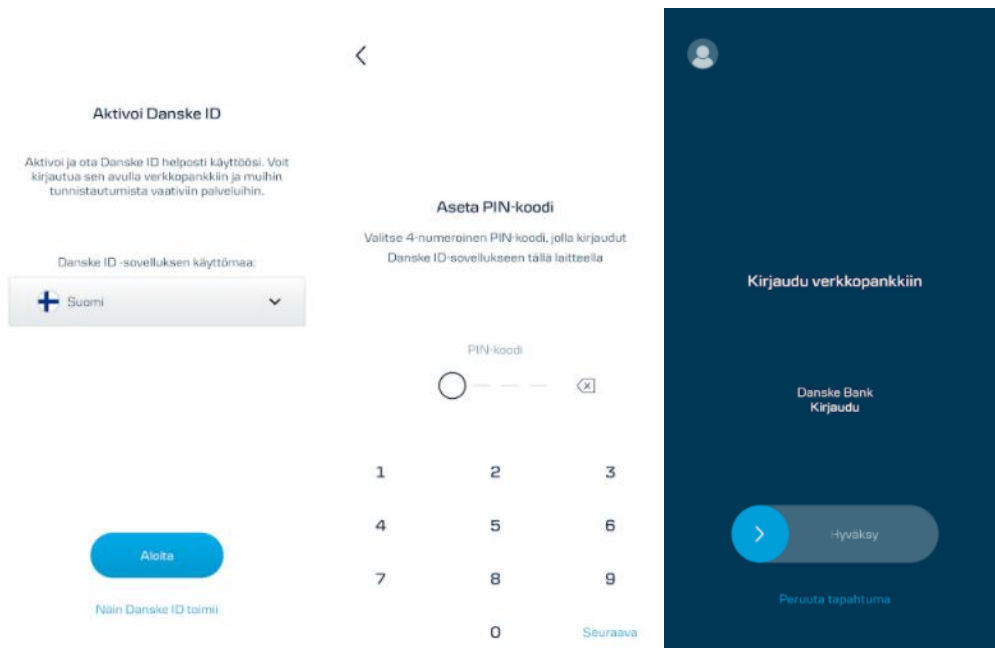 Aktivoi Danske ID
Aktivoi ja ota Danske ID helposti käyttöösi. Voit
kirjautua sen avulla verkkopankkiin ja muihin
tunnistautumista vaativiin palveluihin.
Danske ID -sovelluksen käyttömaa:
Suomi
Aloita
Näin Danske ID toimii
Aseta PIN-koodi
Valitse 4-numeroinen PIN-koodi, jolla kirjaudut
Danske ID-sovellukseen tällä laitteella
PIN-koodi
1 2 3
4 5 6
7 8 9
0 Seuraava
Kirjaudu verkkopankkiin
Danske Bank
Kirjaudu
Hyväksy
Peruuta tapahtuma